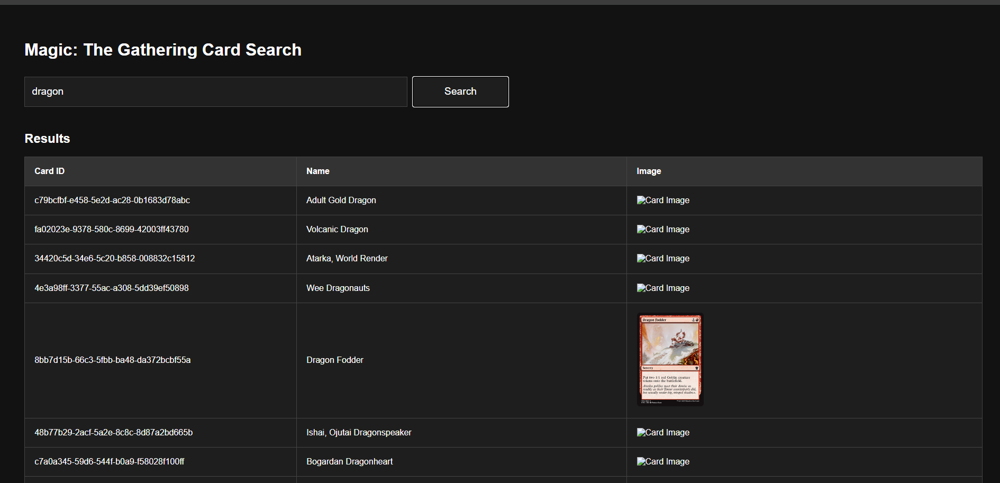 Magic: The Gathering Card Search
dragon Search
Results
Card ID Name Image
c79bcfbf-e458-5e2d-ac28-0b1683d78abc Adult Gold Dragon Card Image
fa02023e-9378-580c-8699-42003ff43780 Volcanic Dragon Card Image
34420c5d-34e6-5c20-b858-008832c15812 Atarka, World Render Card Image
4e3a98ff-3377-55ac-a308-5dd39ef50898 Wee Dragonauts Card Image
8bb7d15b-66c3-5fbb-ba48-da372bcbf55a Dragon Fodder
Dragon Fodder
Sorcery
Put two 1/1 red Goblin creature
tokens onto the battlefield.
Atarka goblins meet their demise as
readily as their Temur counterparts did,
but usually under big, winged shadows.
48b77b29-2acf-5a2e-8c8c-8d87a2bd665b Ishai, Ojutai Dragonspeaker Card Image
c7a0a345-59d6-544f-b0a9-f58028f100ff Bogardan Dragonheart Card Image